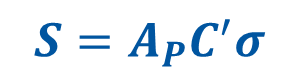 S = A_P C′ σ